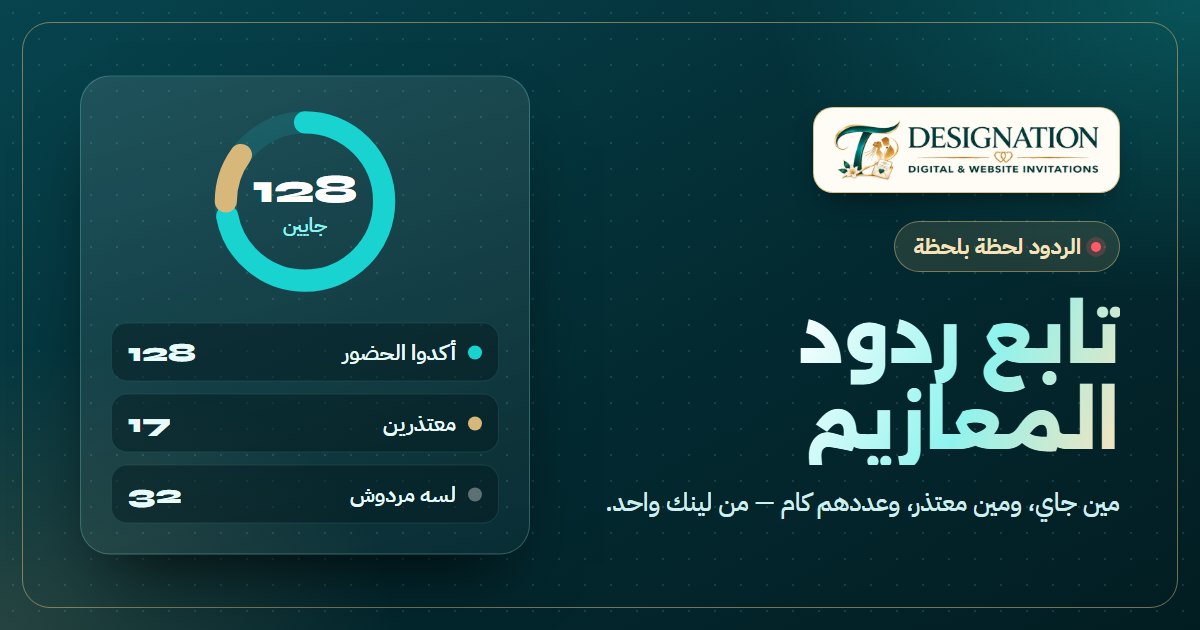 DESIGNATION
DIGITAL & WEBSITE INVITATIONS
الردود لحظة بلحظة
تابع ردود
المعازيم
مين جاي، ومين معتذر، وعددهم كام — من لينك واحد.
128
جايين
أكدوا الحضور 128
معتذرين 17
لسه مردوش 32